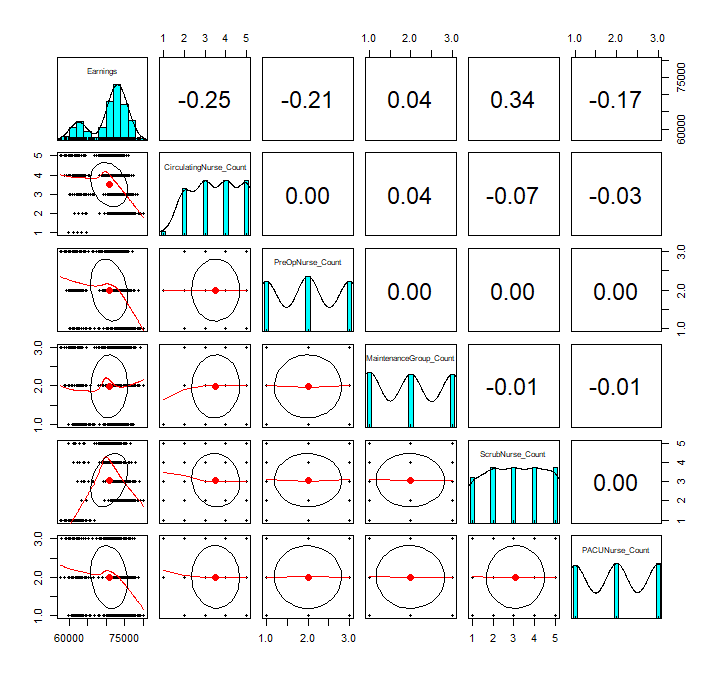 1 2 3 4 5 1.0 2.0 3.0 1.0 2.0 3.0
Earnings -0.25 -0.21 0.04 0.34 -0.17 60000 75000
1 2 3 4 5 CirculatingNurse_Count 0.00 0.04 -0.07 -0.03
PreOpNurse_Count 0.00 0.00 0.00 1.0 2.0 3.0
1.0 2.0 3.0 MaintenanceGroup_Count -0.01 -0.01
ScrubNurse_Count 0.00 1 2 3 4 5
1.0 2.0 3.0 PACUNurse_Count
60000 75000 1.0 2.0 3.0 1 2 3 4 5